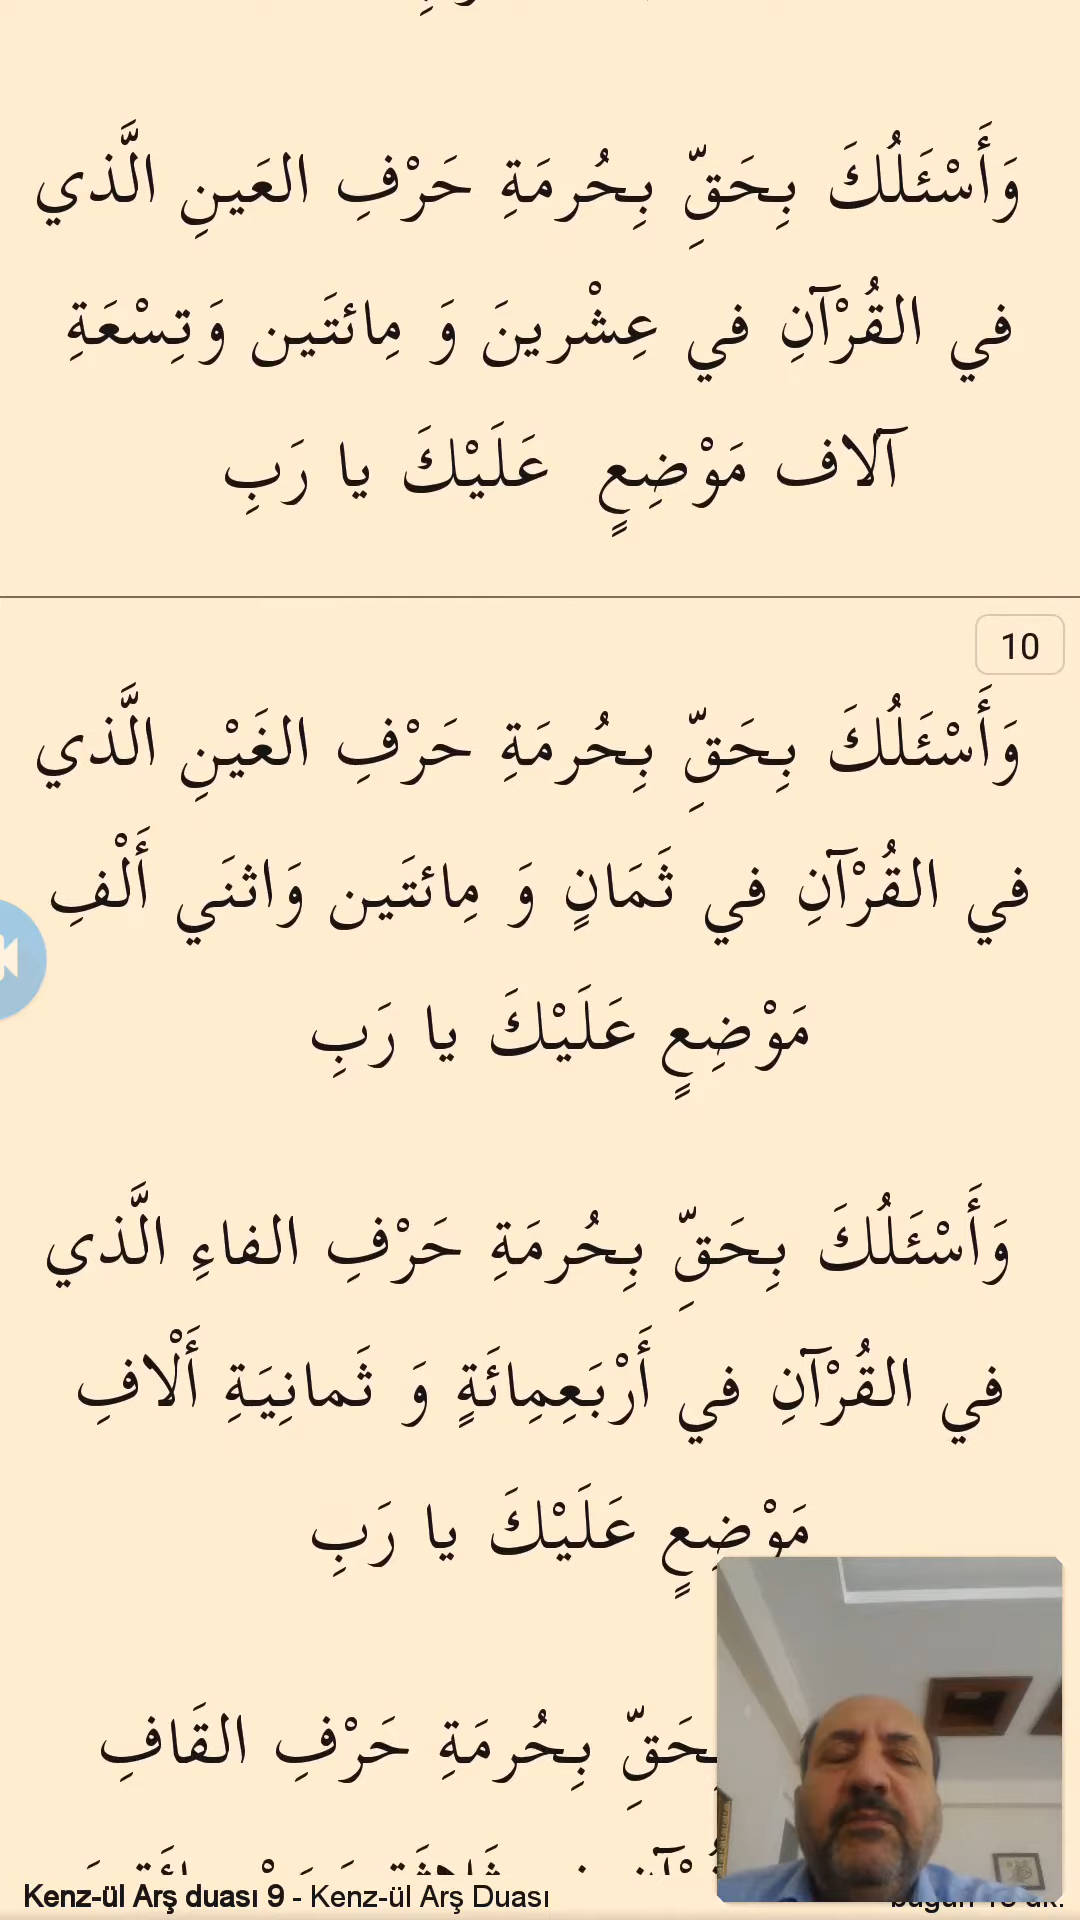 وَأَسْئَلُكَ بِحَقِّ بِحُرمَةِ حَرْفِ العَينِ الَّذي
في القُرْآنِ في عِشْرينَ وَ مِائتَين وَتِسْعَةِ
آلاف مَوْضِعٍ عَلَيْكَ يا رَبِ
10
وَأَسْئَلُكَ بِحَقِّ بِحُرمَةِ حَرْفِ الغَيْنِ الَّذي
في القُرْآنِ في ثَمَانٍ وَ مِائتَين وَاثنَي أَلْفِ
مَوْضِعٍ عَلَيْكَ يا رَبِ
وَأَسْئَلُكَ بِحَقِّ بِحُرمَةِ حَرْفِ الفاءِ الَّذي
في القُرْآنِ في أَرْبَعِمِائَةٍ وَ ثَمانِيَةِ أَلْافِ
مَوْضِعٍ عَلَيْكَ يا رَبِ
بِحَقِّ بِحُرمَةِ حَرْفِ القَافِ
Kenz-ül Arş duası 9 - Kenz-ül Arş Duası